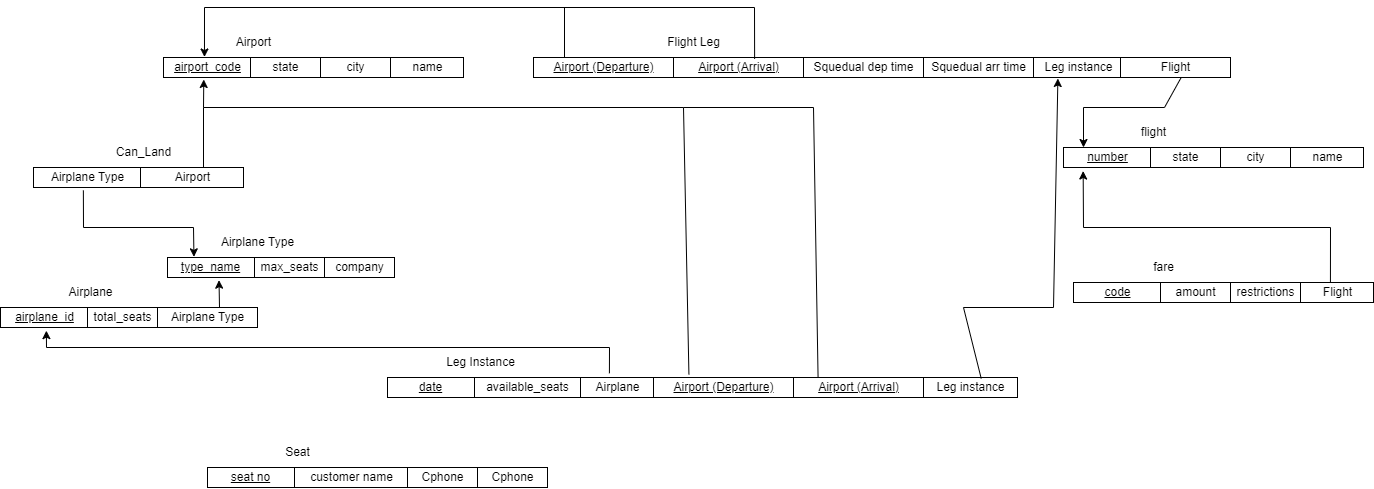 Airport
Flight Leg
airport_code state city name
Airport (Departure) Airport (Arrival) Squedual dep time Squedual arr time Leg instance Flight
flight
number state city name
Can_Land
Airplane Type Airport
Airplane Type
type_name max_seats company
fare
code amount restrictions Flight
Airplane
airplane_id total_seats Airplane Type
Leg Instance
date available_seats Airplane Airport (Departure) Airport (Arrival) Leg instance
Seat
seat no customer name Cphone Cphone